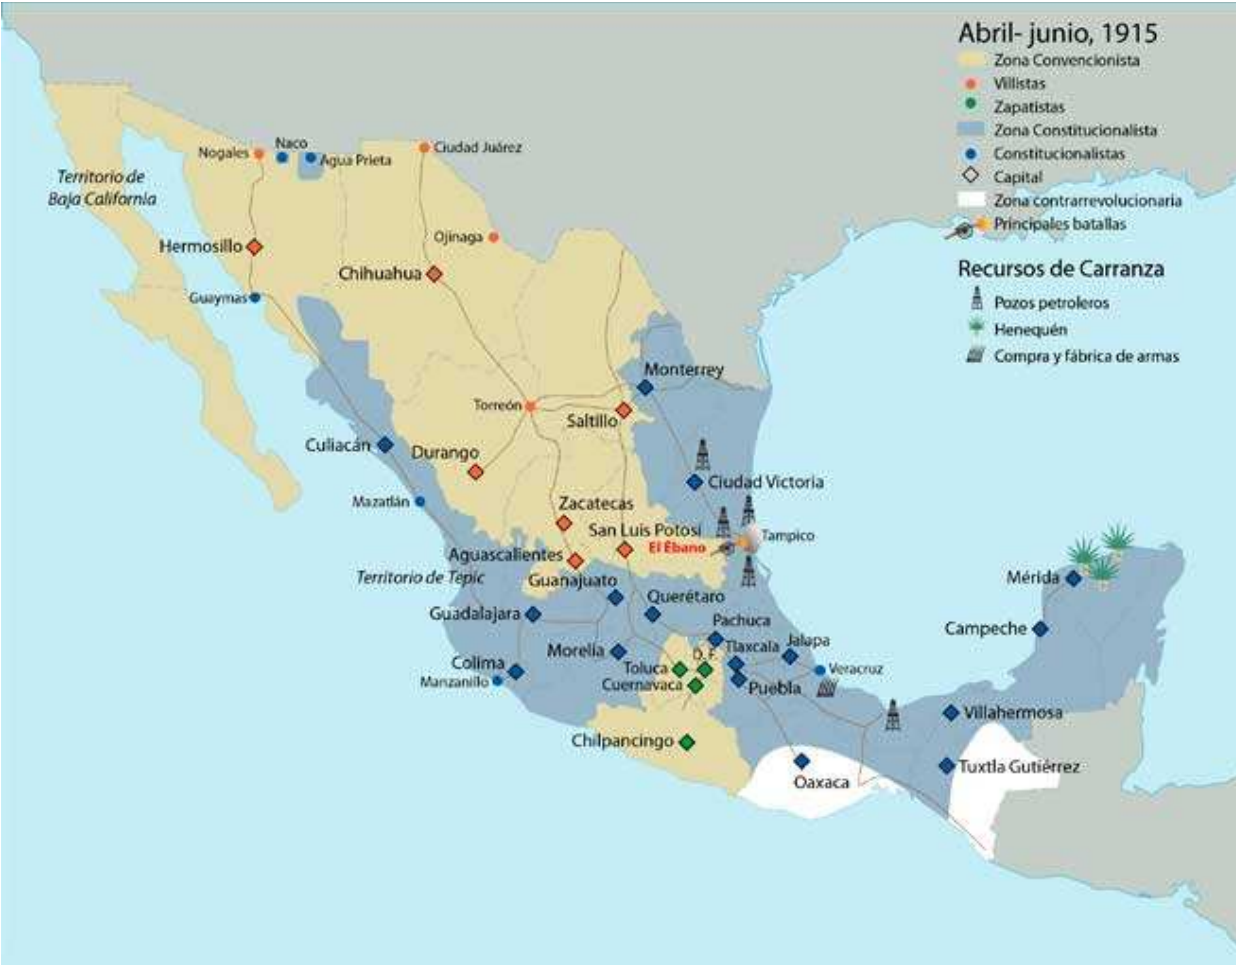 Abril- junio, 1915
Zona Convencionista
Villistas
Zapatistas
Zona Constitucionalista
Constitucionalistas
Capital
Zona contrarrevolucionaria
Principales batallas
Recursos de Carranza
Pozos petroleros
Henequén
Compra y fábrica de armas
Nogales
Naco
Agua Prieta
Ciudad Juárez
Territorio de
Baja California
Hermosillo
Ojinaga
Chihuahua
Guaymas
Monterrey
Torreón
Saltillo
Culiacán
Durango
Ciudad Victoria
Mazatlán
Zacatecas
San Luis Potosí
El Ébano
Tampico
Aguascalientes
Territorio de Tepic
Guanajuato
Querétaro
Mérida
Guadalajara
Pachuca
Campeche
Morelia
D. F.
Tlaxcala
Jalapa
Colima
Toluca
Veracruz
Manzanillo
Cuernavaca
Puebla
Villahermosa
Chilpancingo
Tuxtla Gutiérrez
Oaxaca